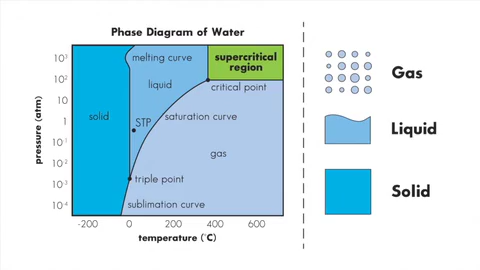 Phase Diagram of Water
10³
10²
10
1
10⁻¹
10⁻²
10⁻³
10⁻⁴
pressure (atm)
melting curve
supercritical
region
liquid
critical point
solid
STP
saturation curve
gas
triple point
sublimation curve
-200
0
200
400
600
temperature (°C)
Gas
Liquid
Solid